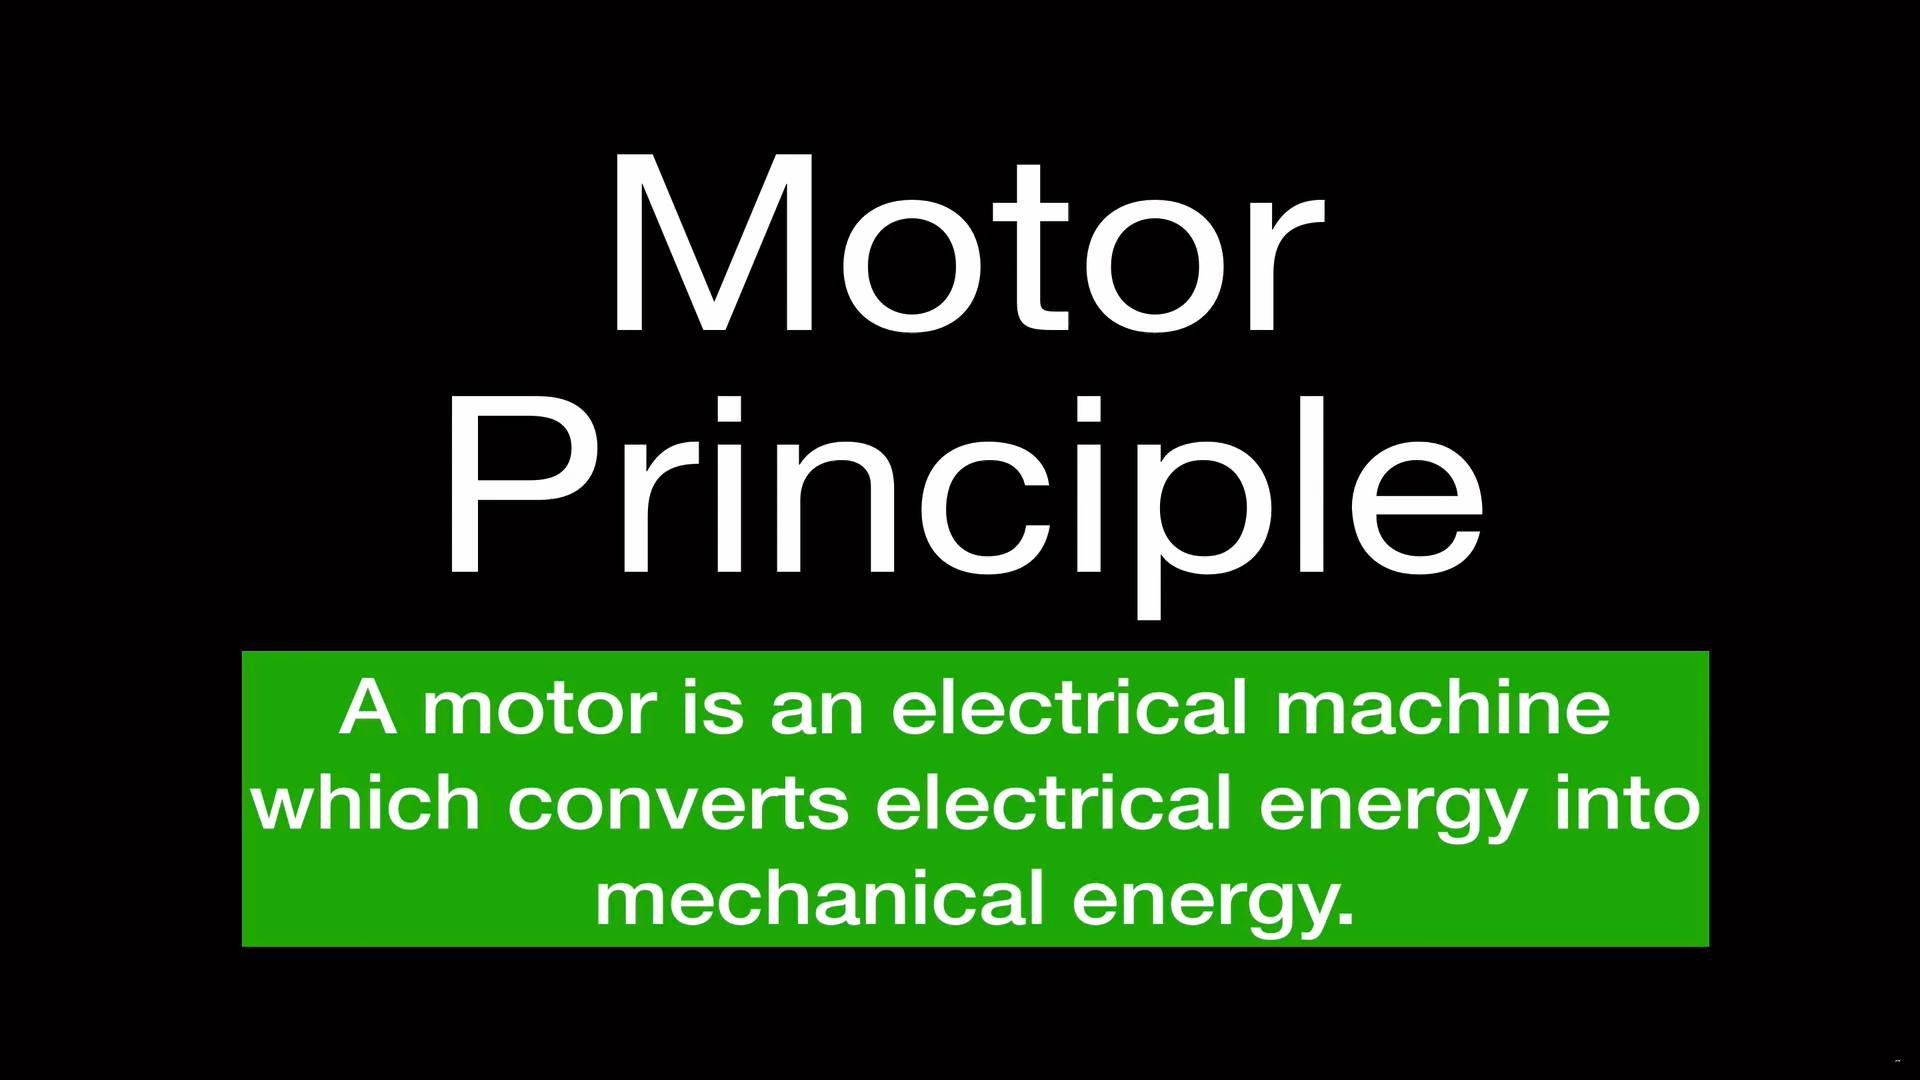 Motor
Principle
A motor is an electrical machine
which converts electrical energy into
mechanical energy.